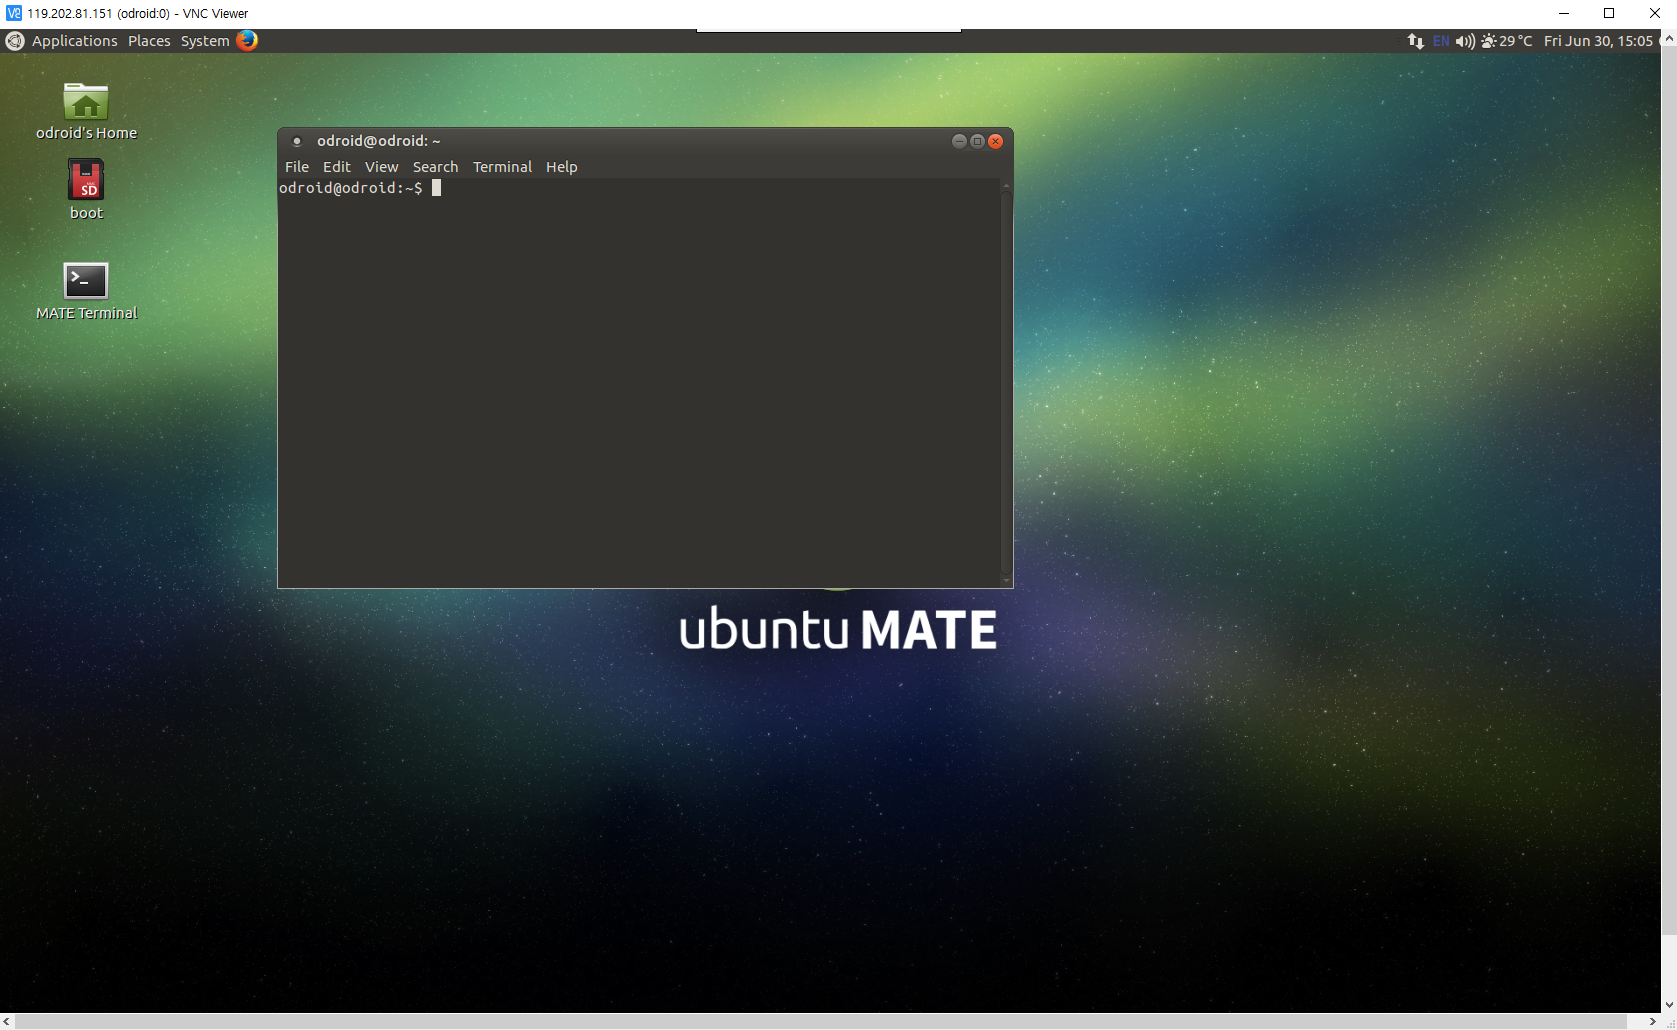 119.202.81.151 (odroid:0) - VNC Viewer
Applications Places System EN 29 °C Fri Jun 30, 15:05
odroid's Home
SD
boot
MATE Terminal
odroid@odroid: ~
File Edit View Search Terminal Help
odroid@odroid:~$
ubuntu MATE